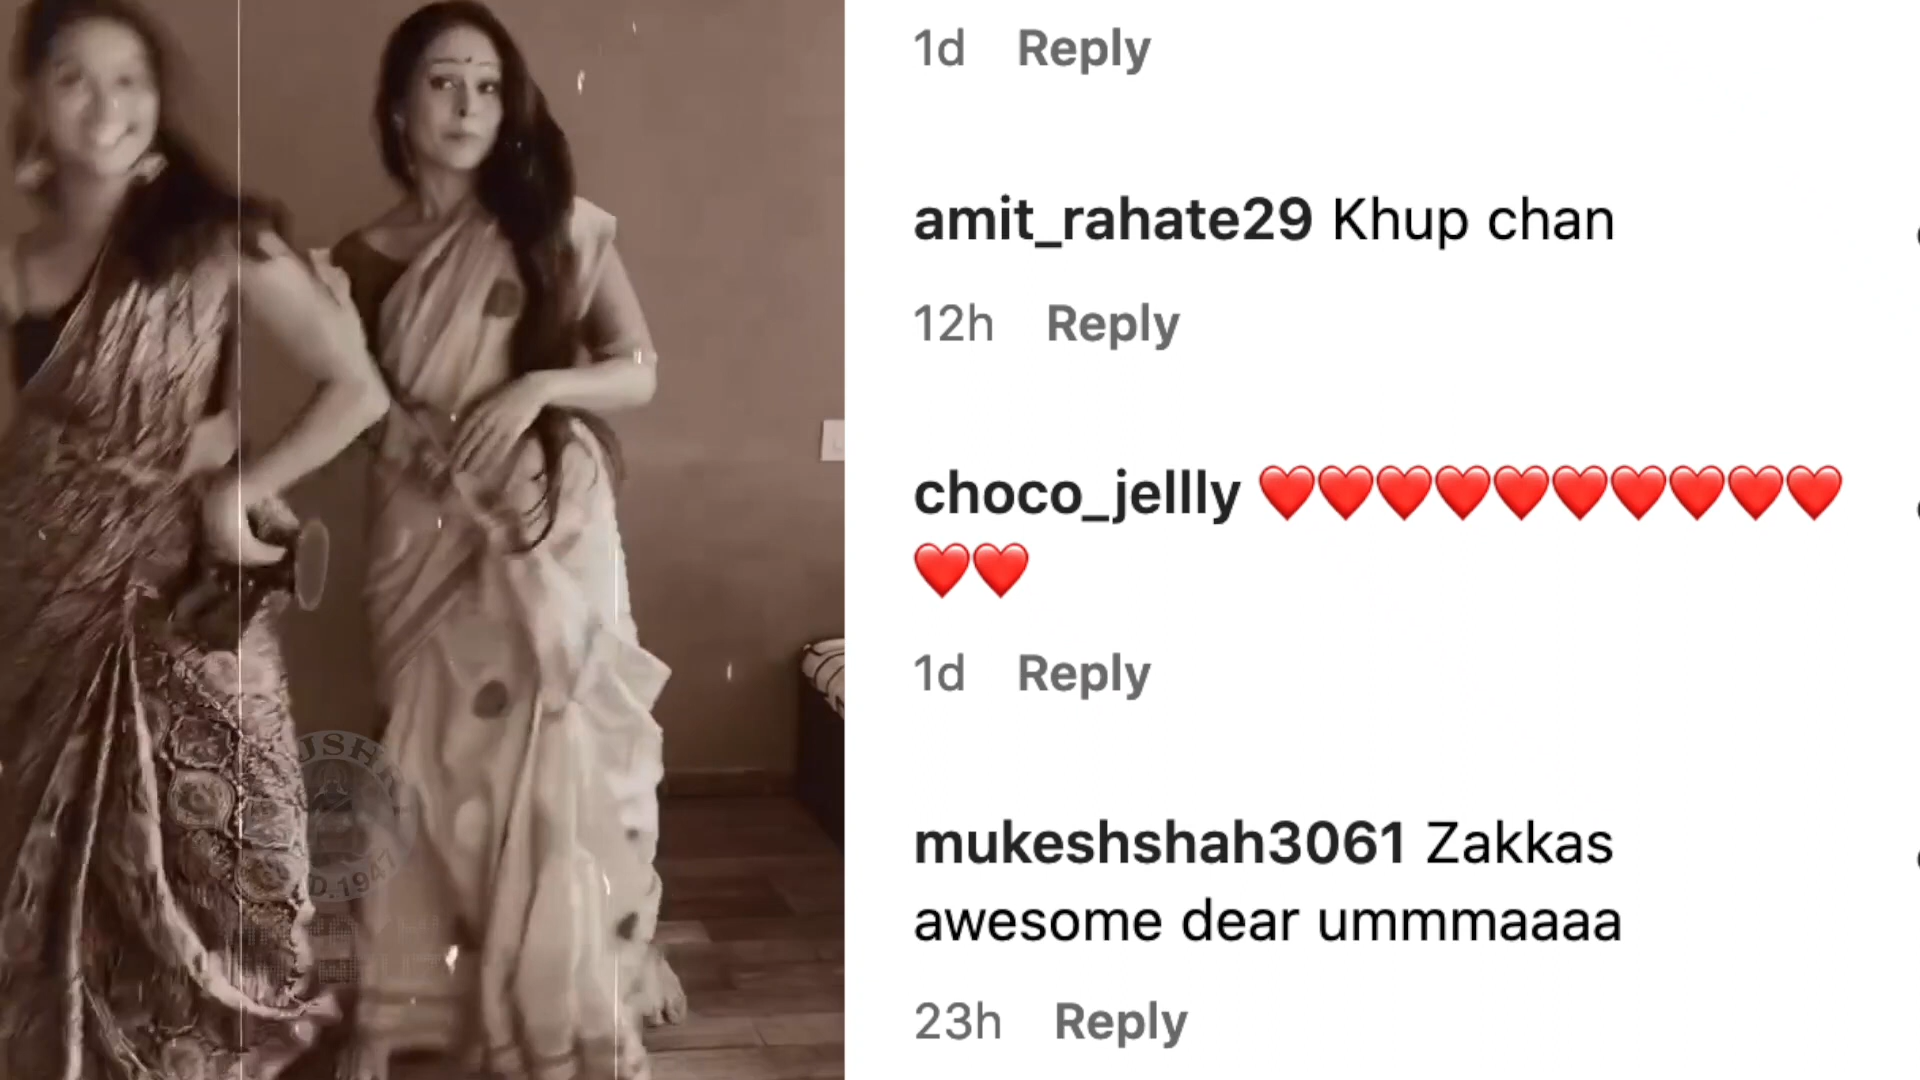 1d Reply
amit_rahate29 Khup chan
12h Reply
choco_jellly ❤️❤️❤️❤️❤️❤️❤️❤️❤️❤️
❤️❤️
1d Reply
mukeshshah3061 Zakkas
awesome dear ummmaaaa
23h Reply